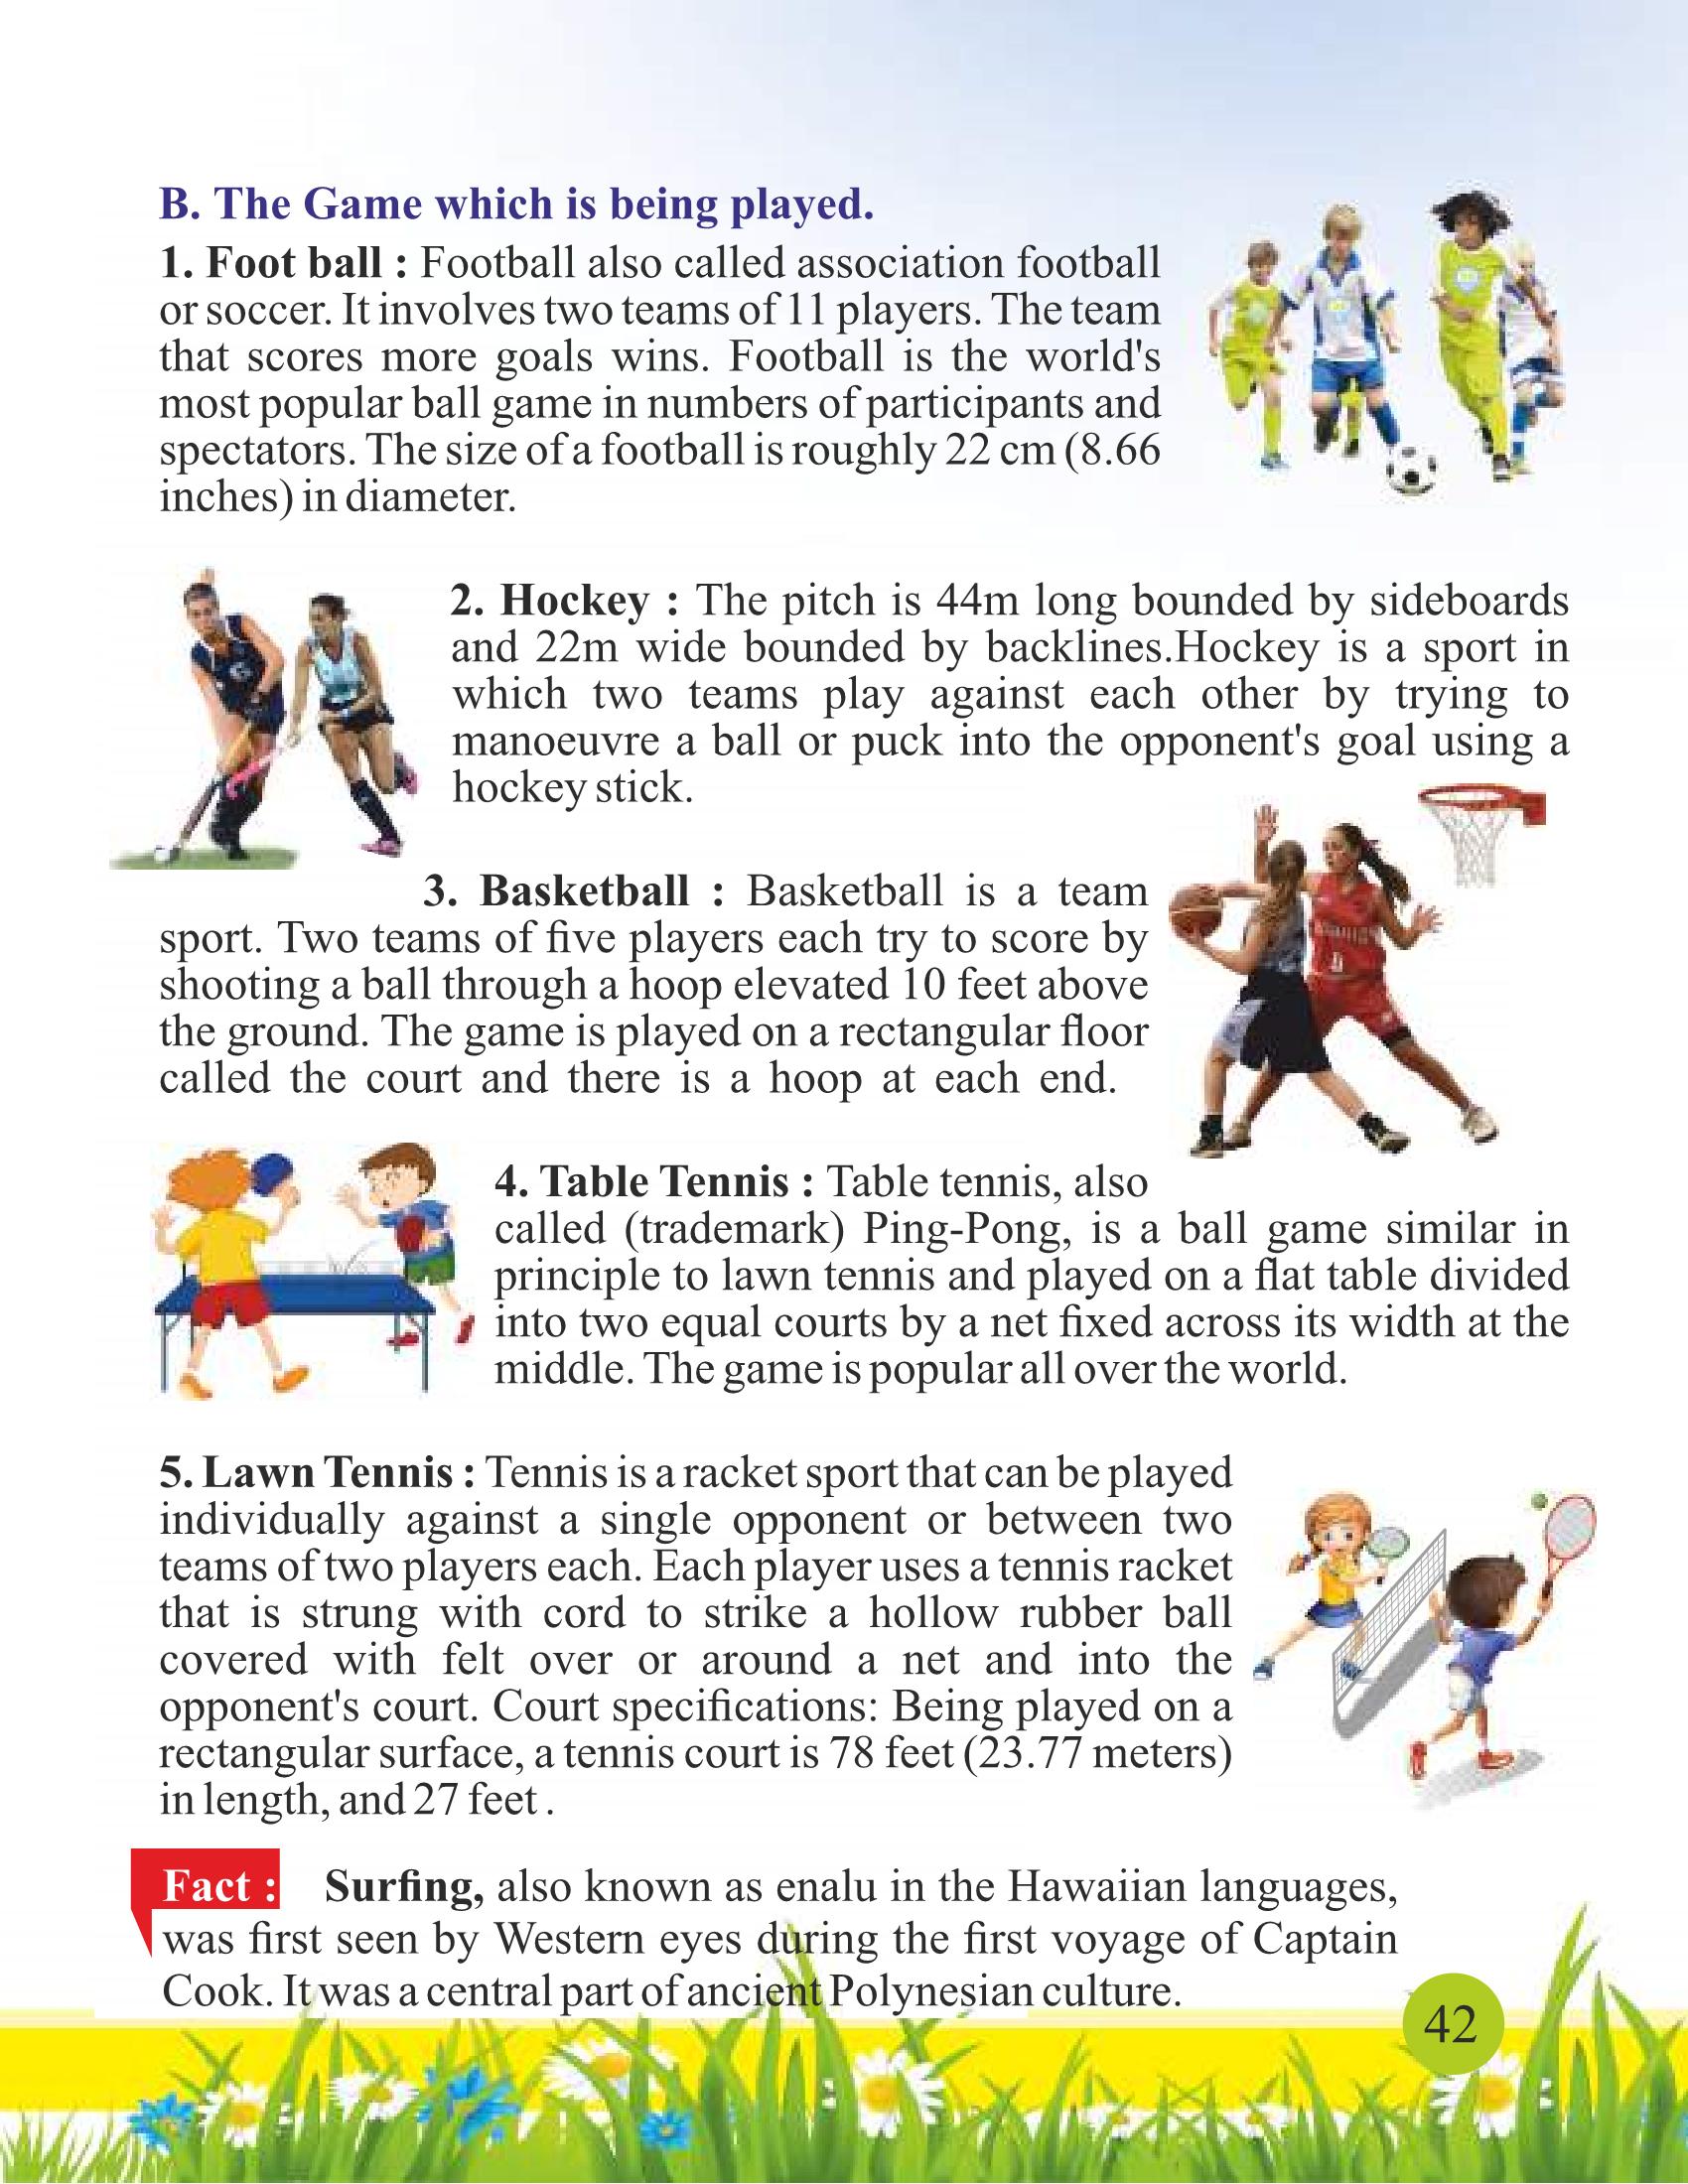 B. The Game which is being played.
1. Foot ball : Football also called association football
or soccer. It involves two teams of 11 players. The team
that scores more goals wins. Football is the world's
most popular ball game in numbers of participants and
spectators. The size of a football is roughly 22 cm (8.66
inches) in diameter.
2. Hockey : The pitch is 44m long bounded by sideboards
and 22m wide bounded by backlines.Hockey is a sport in
which two teams play against each other by trying to
manoeuvre a ball or puck into the opponent's goal using a
hockey stick.
3. Basketball : Basketball is a team
sport. Two teams of five players each try to score by
shooting a ball through a hoop elevated 10 feet above
the ground. The game is played on a rectangular floor
called the court and there is a hoop at each end.
4. Table Tennis : Table tennis, also
called (trademark) Ping-Pong, is a ball game similar in
principle to lawn tennis and played on a flat table divided
into two equal courts by a net fixed across its width at the
middle. The game is popular all over the world.
5. Lawn Tennis : Tennis is a racket sport that can be played
individually against a single opponent or between two
teams of two players each. Each player uses a tennis racket
that is strung with cord to strike a hollow rubber ball
covered with felt over or around a net and into the
opponent's court. Court specifications: Being played on a
rectangular surface, a tennis court is 78 feet (23.77 meters)
in length, and 27 feet .
Fact : Surfing, also known as enalu in the Hawaiian languages,
was first seen by Western eyes during the first voyage of Captain
Cook. It was a central part of ancient Polynesian culture.
42